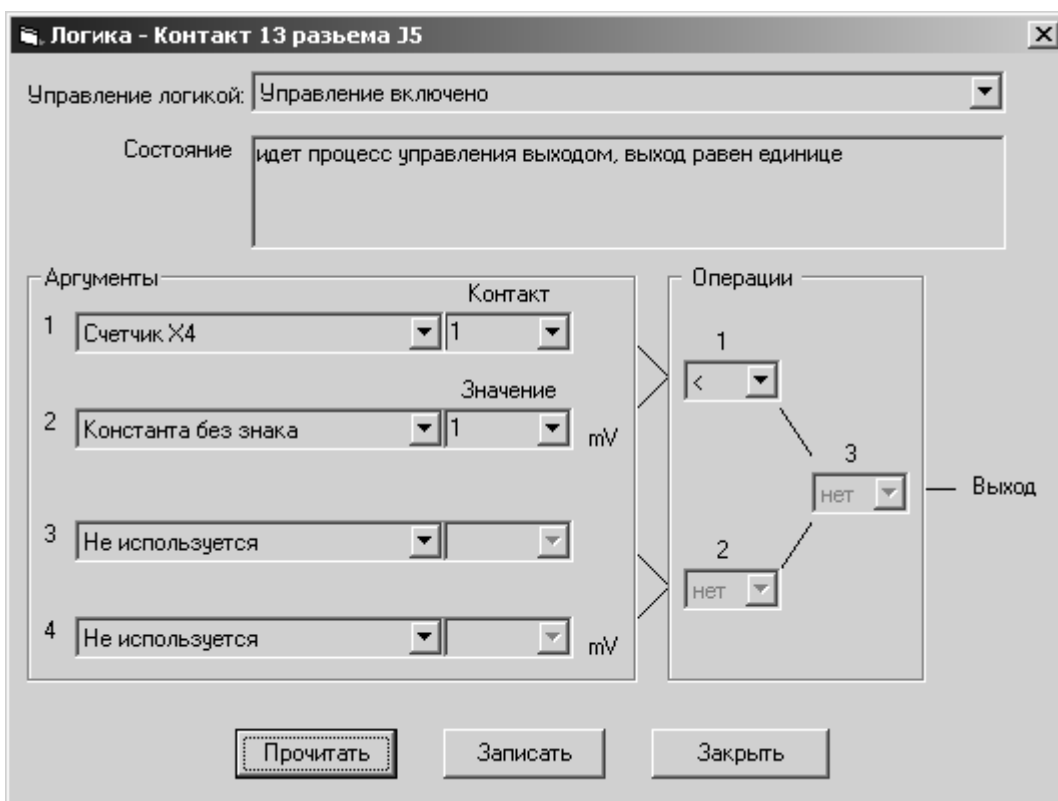 Логика - Контакт 13 разьема J5
Управление логикой: Управление включено
Состояние идет процесс управления выходом, выход равен единице
Аргументы Операции
Контакт
1 Счетчик X4 1
1
<
Значение
2 Константа без знака 1 mV
3
нет Выход
3 Не используется
2
нет
4 Не используется mV
Прочитать Записать Закрыть